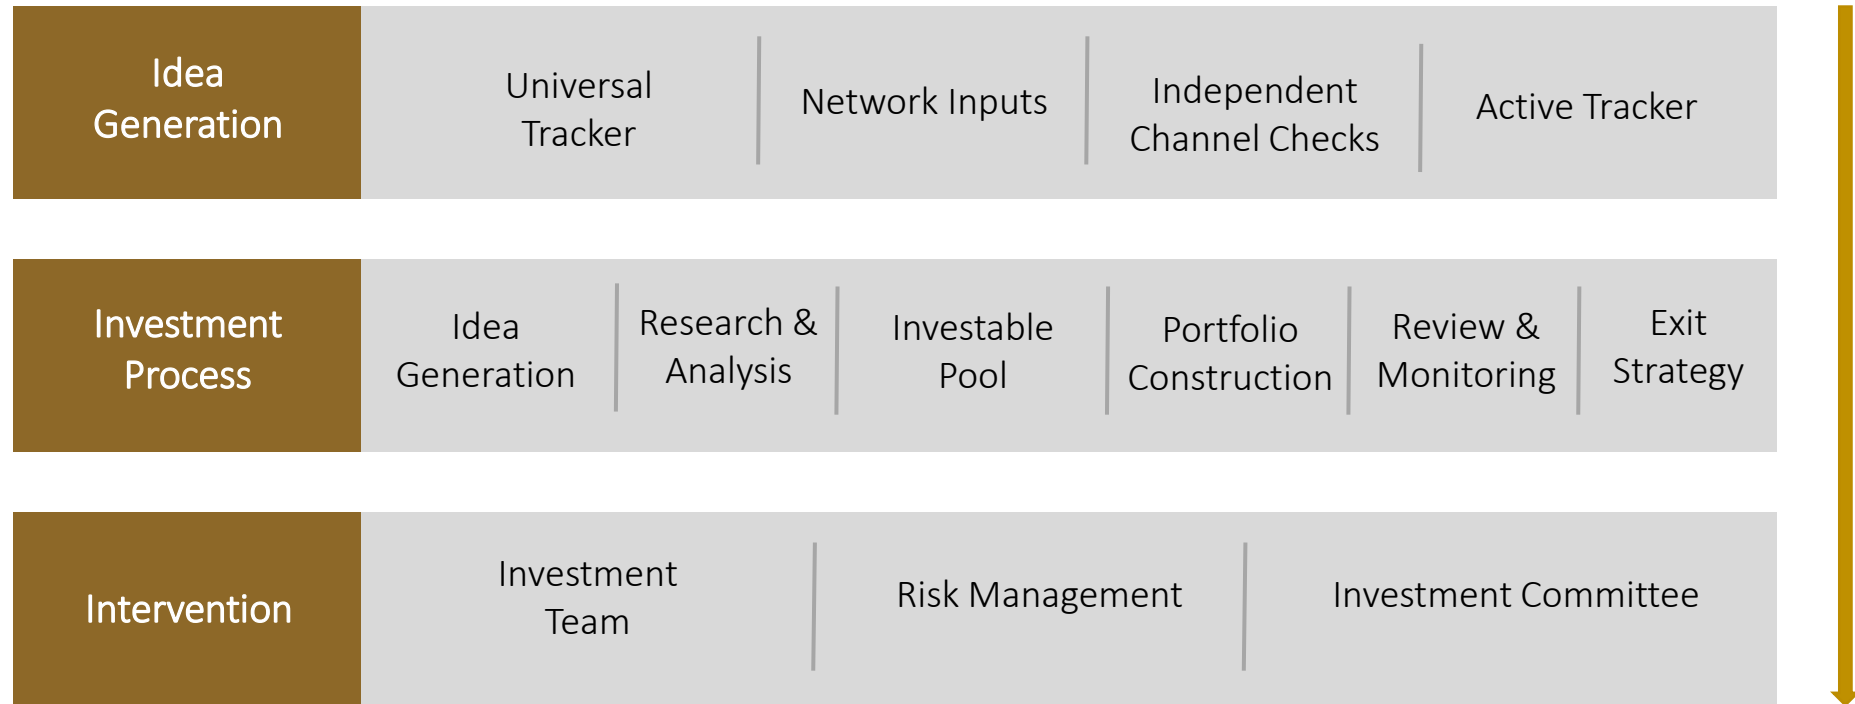 Idea
Generation
Universal
Tracker
Network Inputs
Independent
Channel Checks
Active Tracker
Investment
Process
Idea
Generation
Research &
Analysis
Investable
Pool
Portfolio
Construction
Review &
Monitoring
Exit
Strategy
Intervention
Investment
Team
Risk Management
Investment Committee